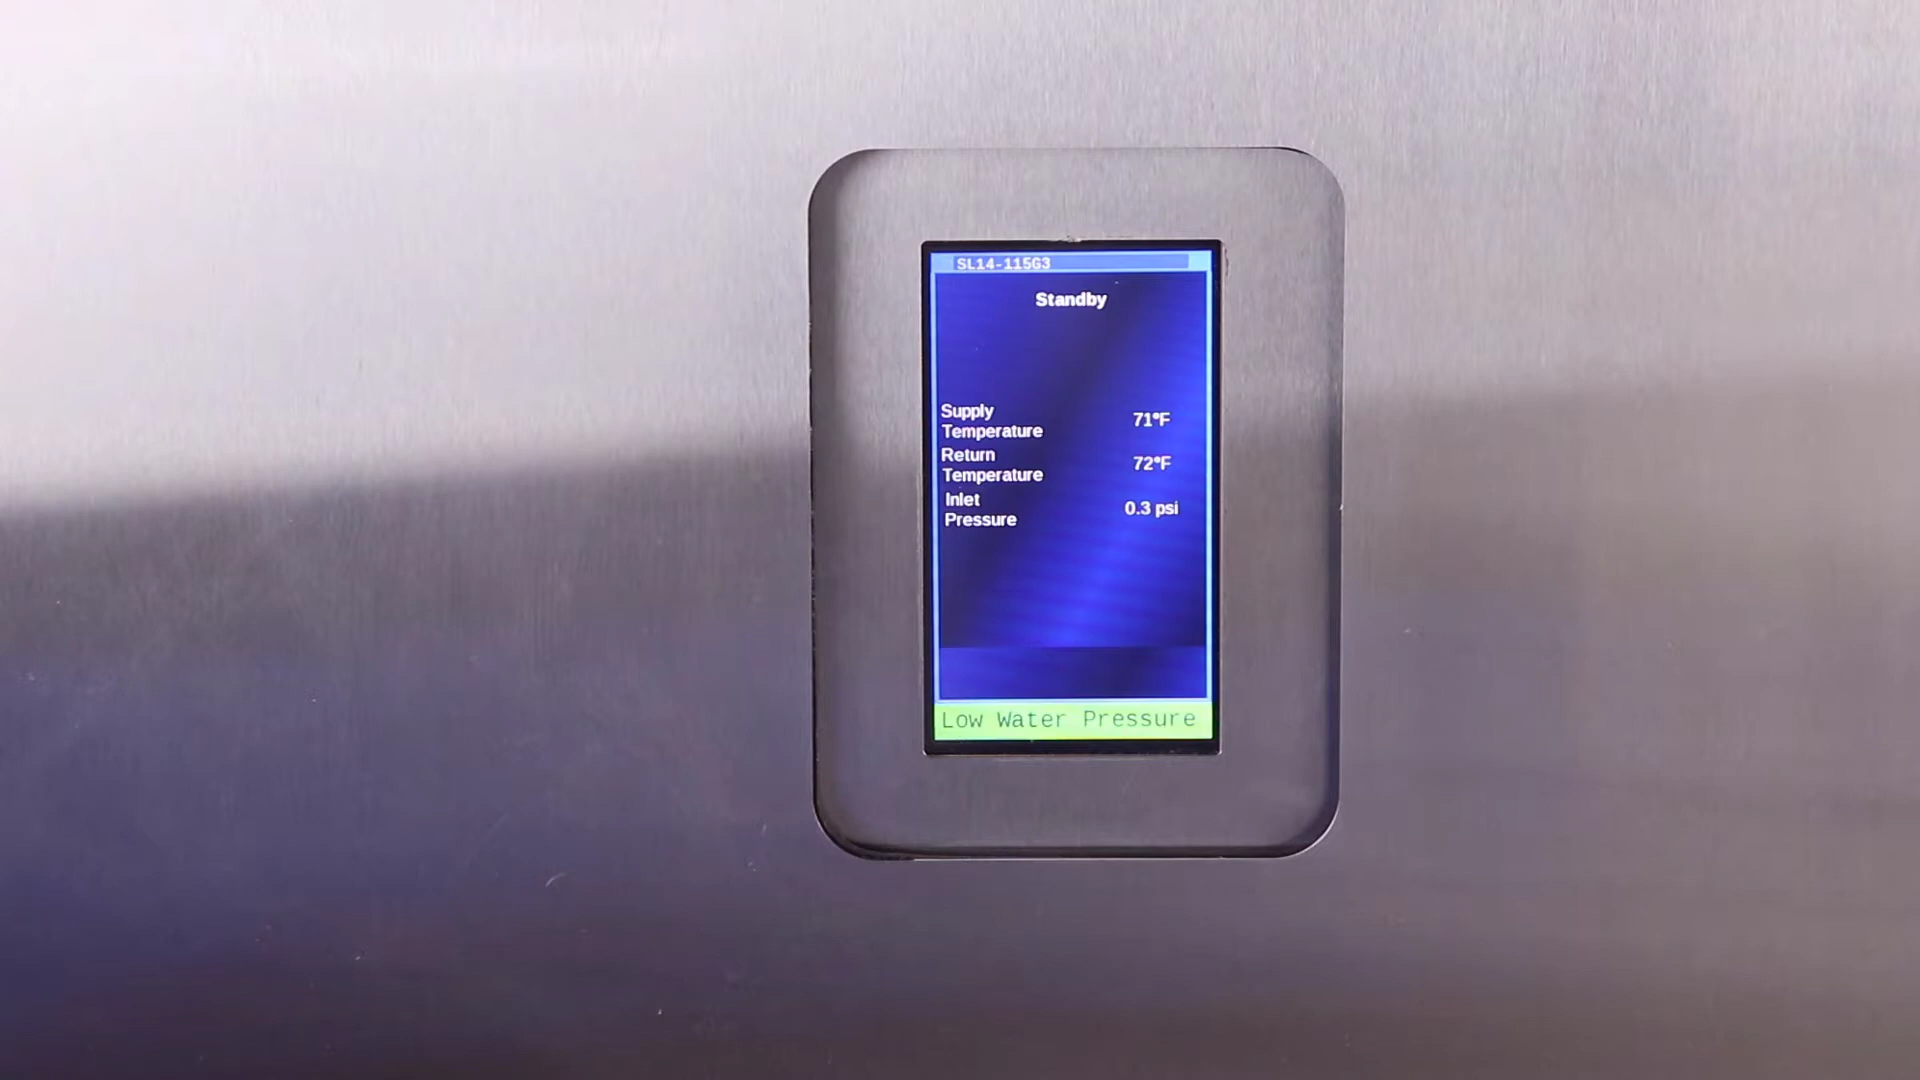 SL14-115G3
Standby
Supply
Temperature 71°F
Return
Temperature 72°F
Inlet
Pressure 0.3 psi
Low Water Pressure